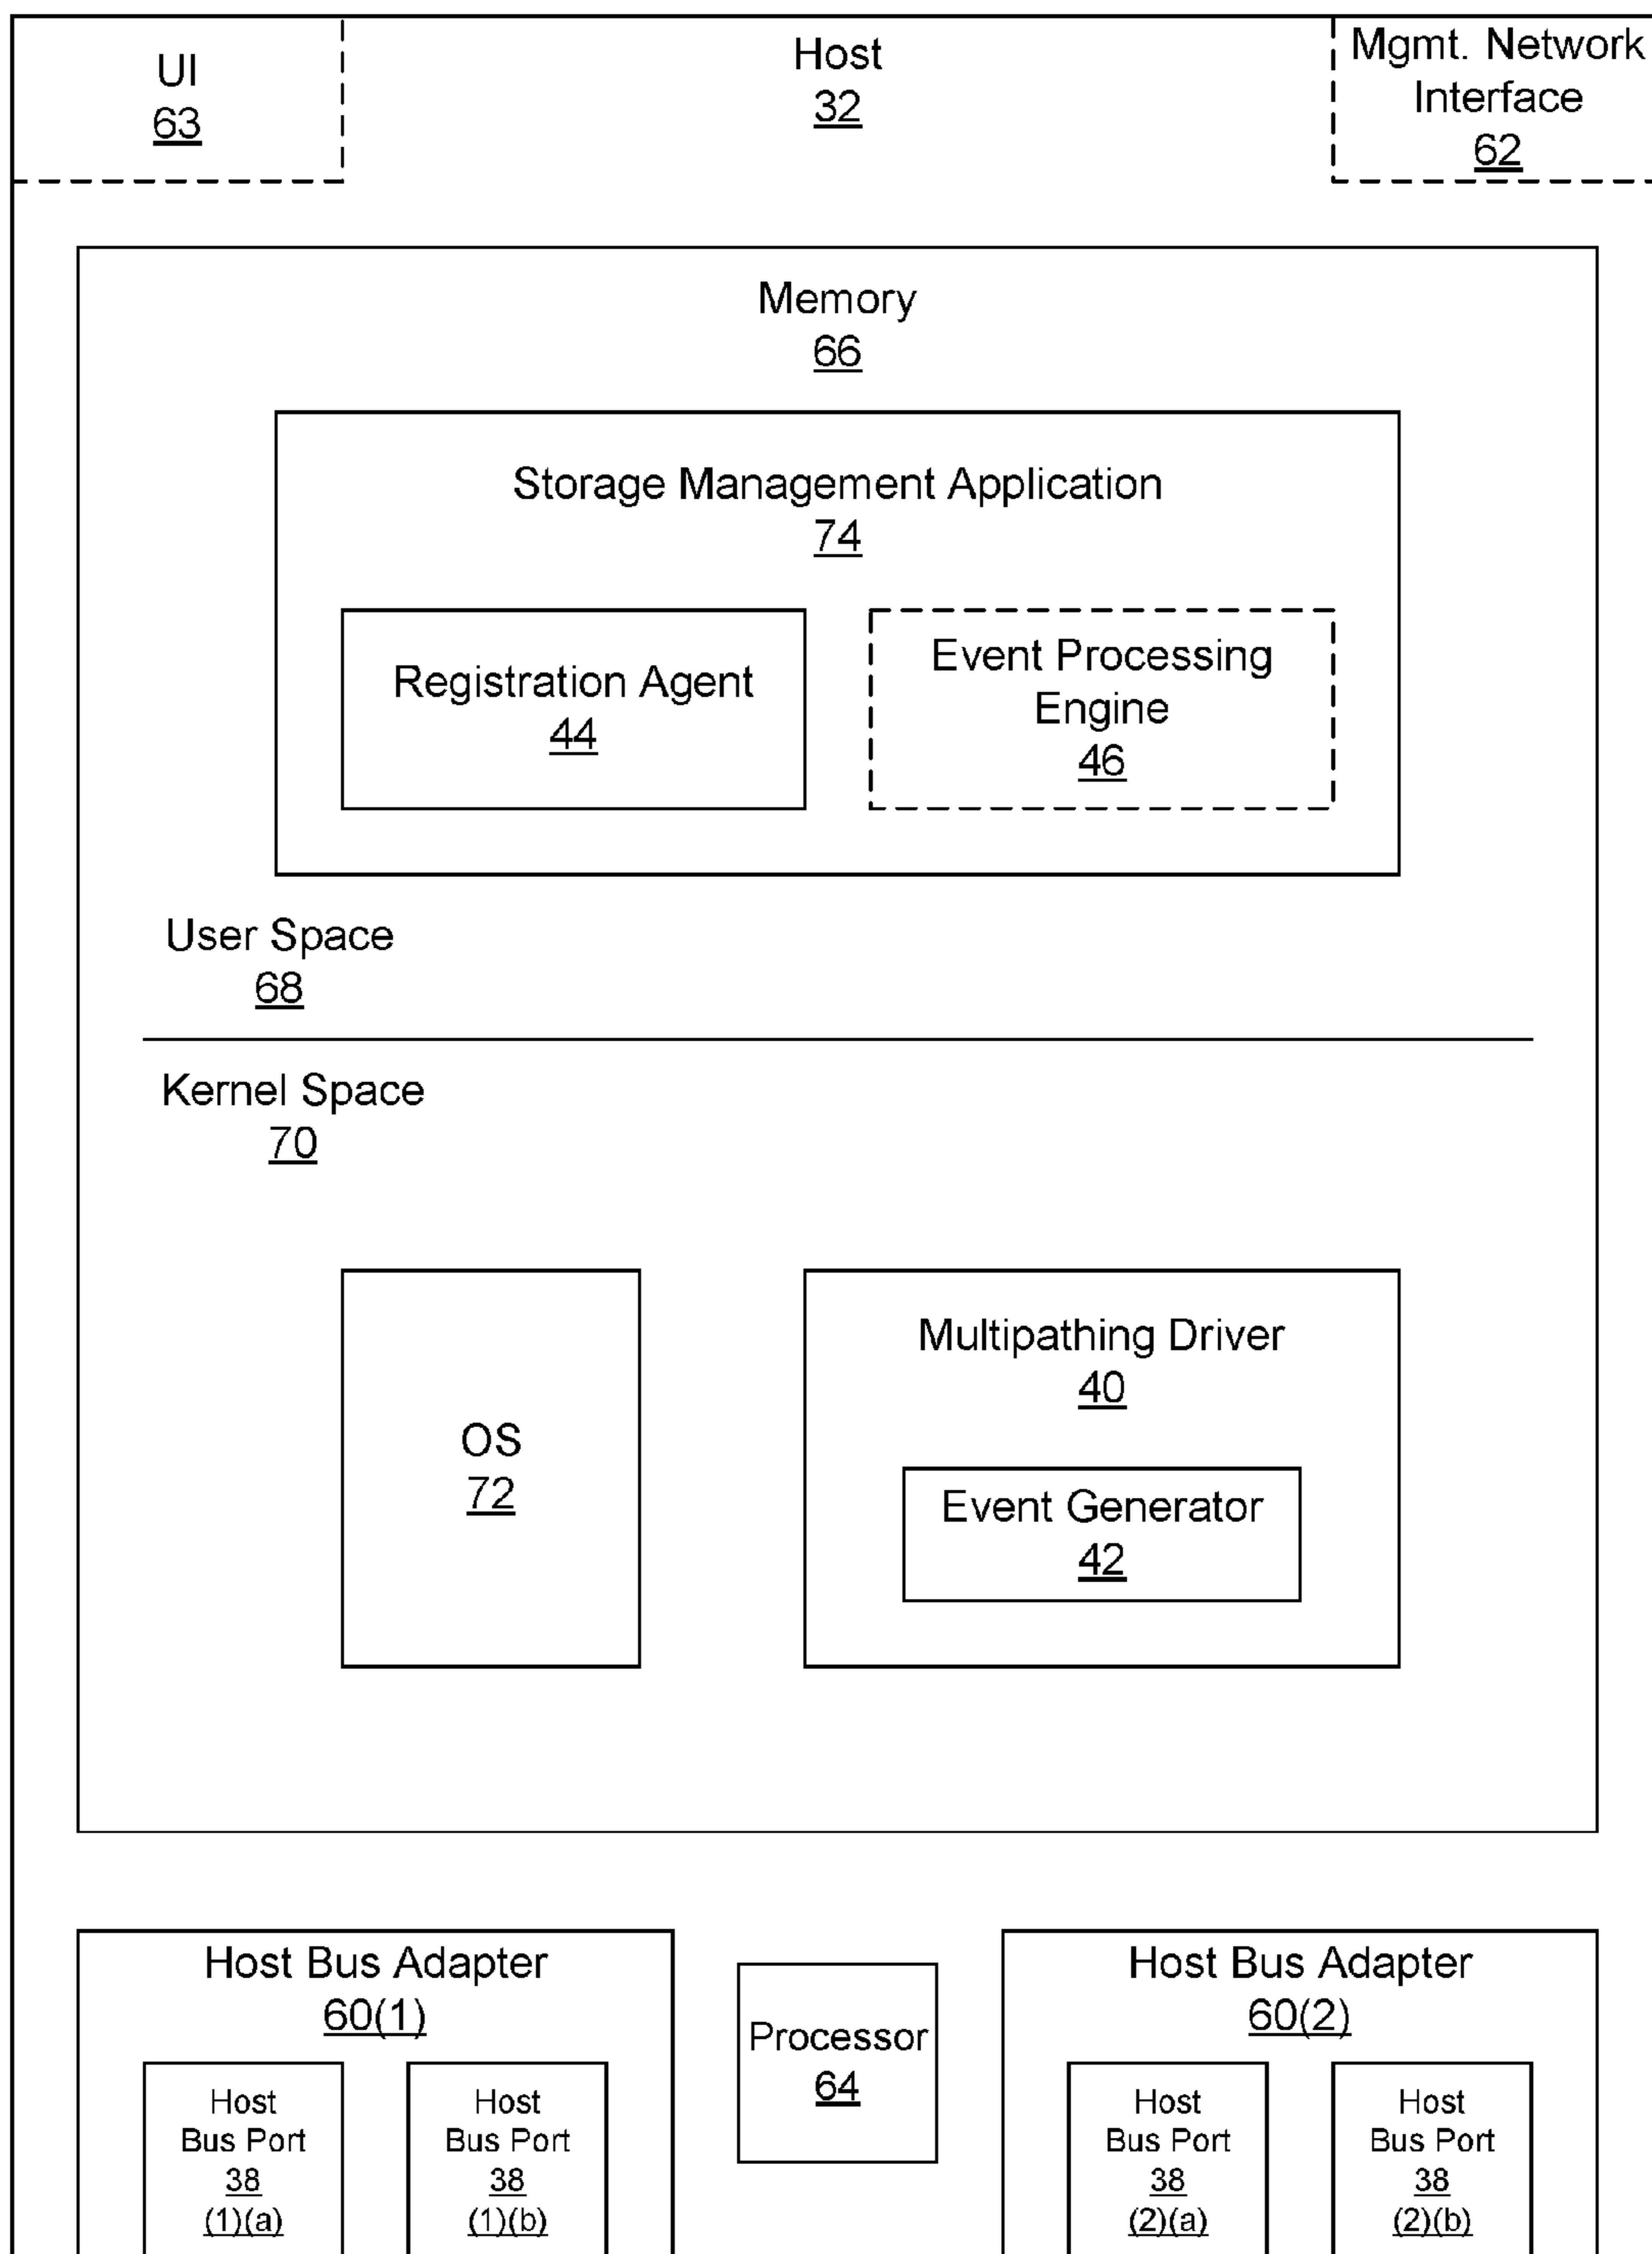 UI
63
Host
32
Mgmt. Network
Interface
62
Memory
66
Storage Management Application
74
Registration Agent
44
Event Processing
Engine
46
User Space
68
Kernel Space
70
OS
72
Multipathing Driver
40
Event Generator
42
Host Bus Adapter
60(1)
Host
Bus Port
38
(1)(a)
Host
Bus Port
38
(1)(b)
Processor
64
Host Bus Adapter
60(2)
Host
Bus Port
38
(2)(a)
Host
Bus Port
38
(2)(b)